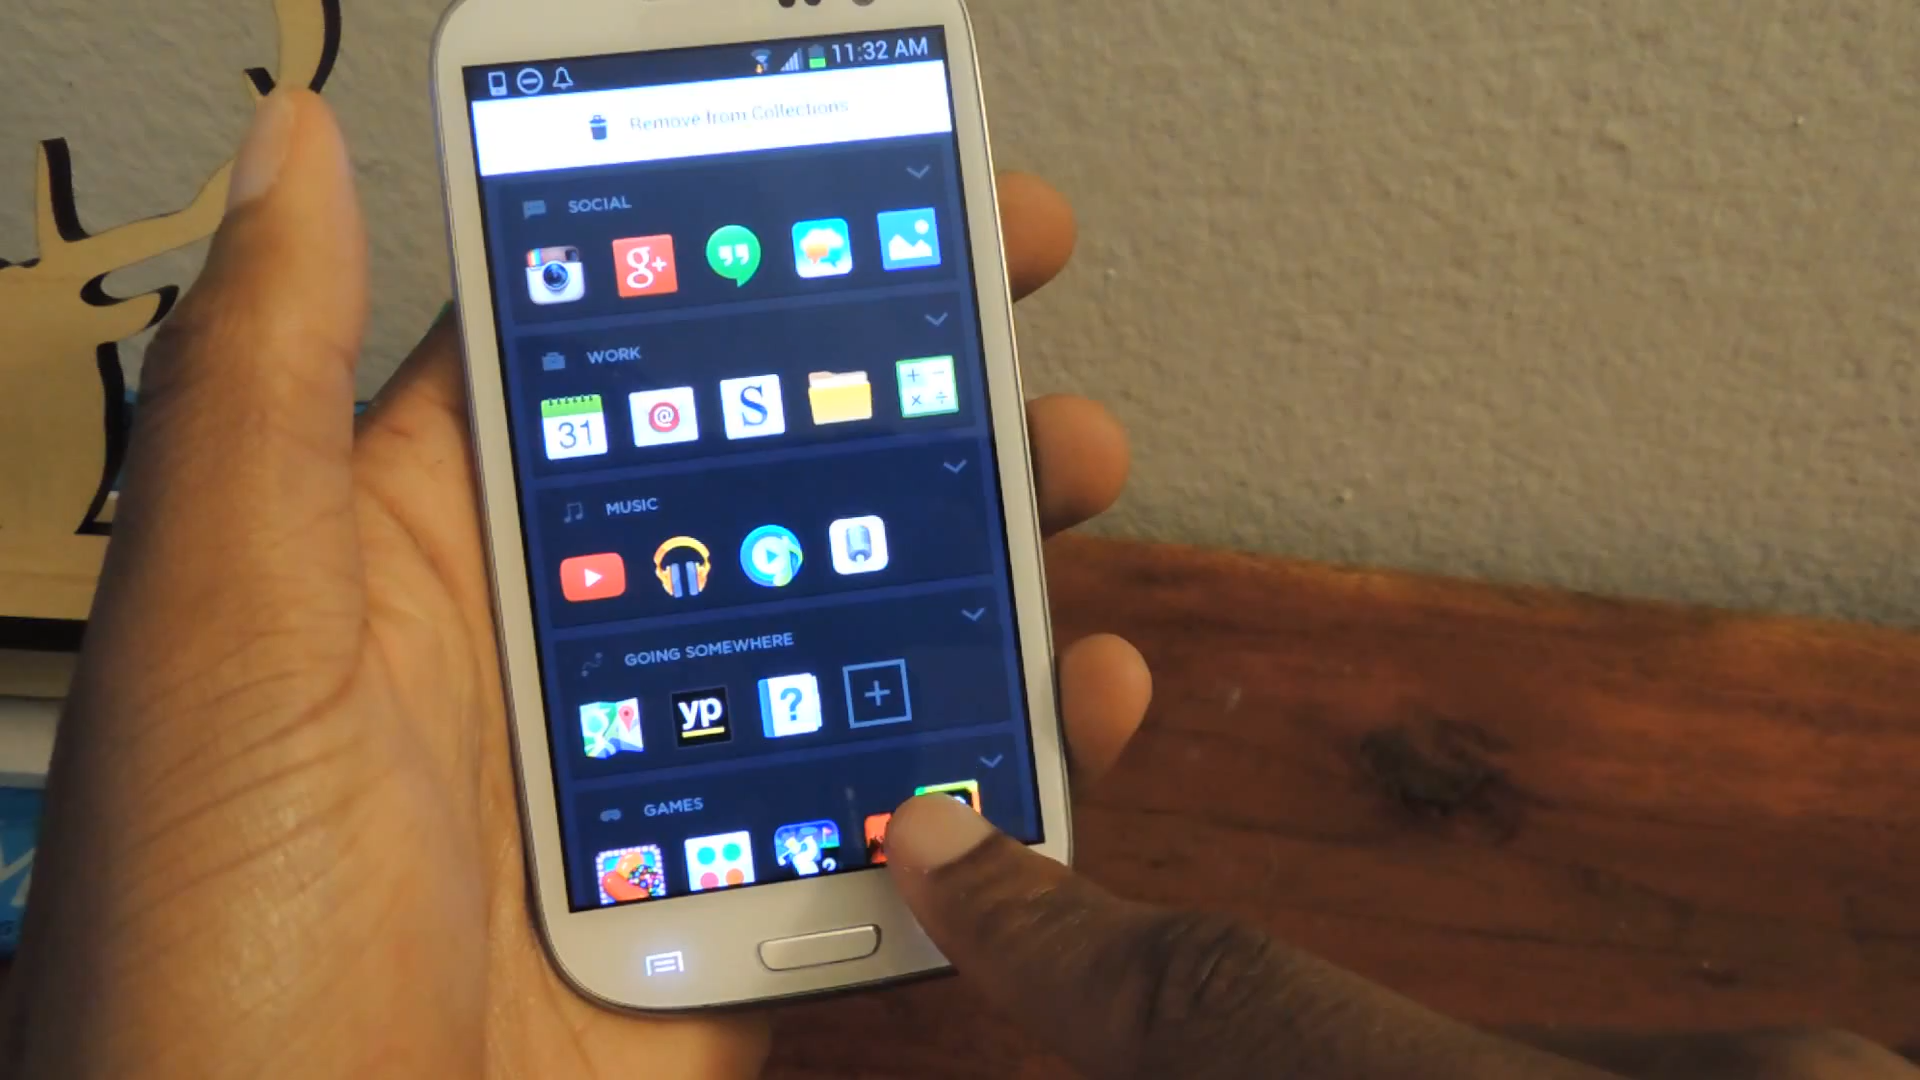 11:32 AM
Remove from Collections
SOCIAL
g+
WORK
31
@
S
+ −
× ÷
MUSIC
GOING SOMEWHERE
yp
?
+
GAMES
?